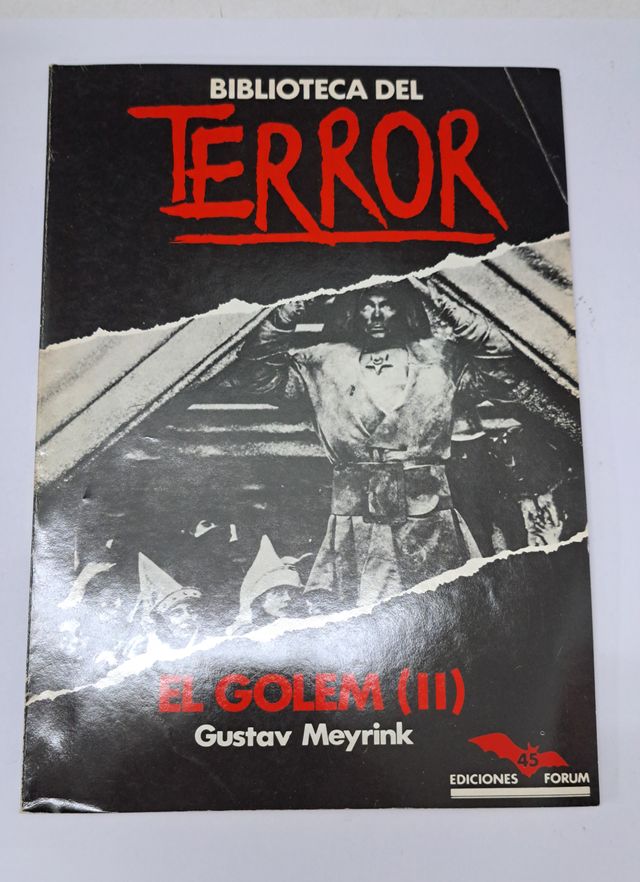 BIBLIOTECA DEL
TERROR
EL GOLEM (II)
Gustav Meyrink
45
EDICIONES FORUM